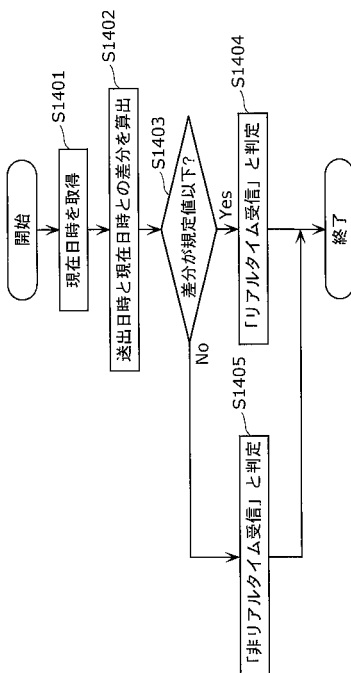 開始
S1401
現在日時を取得
S1402
送出日時と現在日時との差分を算出
S1403
差分が規定値以下?
Yes
No
S1404
「リアルタイム受信」と判定
S1405
「非リアルタイム受信」と判定
終了